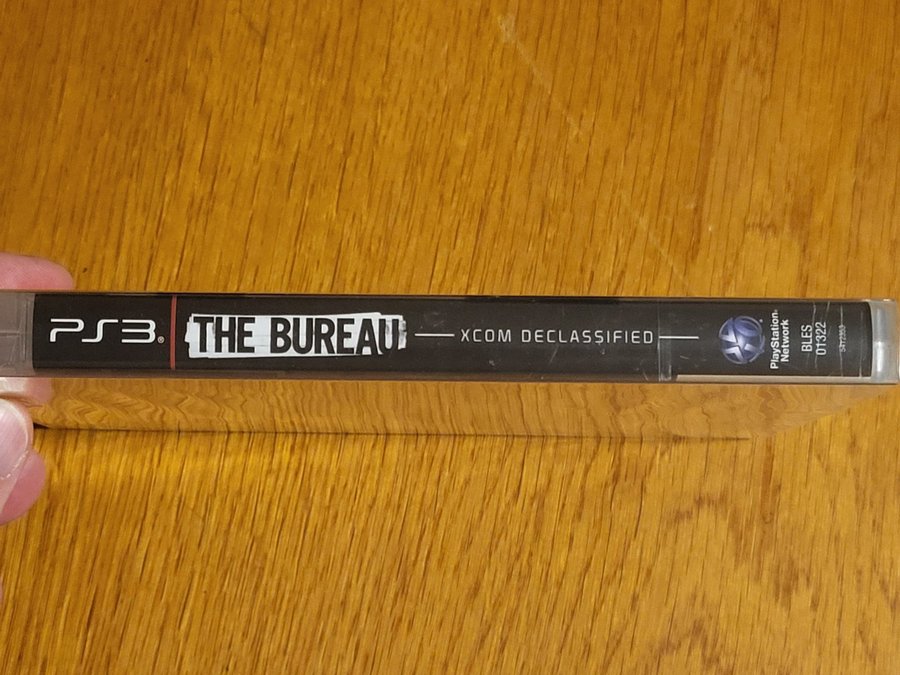 PS3®
THE BUREAU
XCOM DECLASSIFIED
PlayStation®
Network
BLES
01322